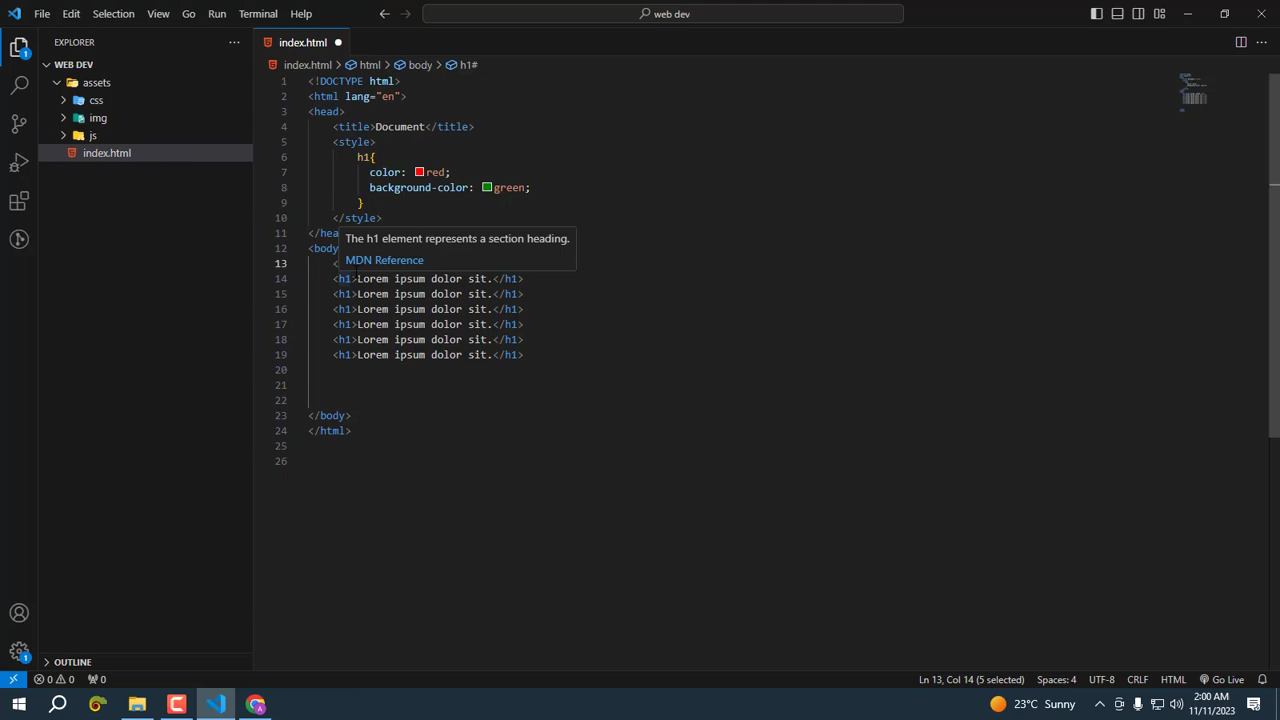 File Edit Selection View Go Run Terminal Help
web dev
EXPLORER
WEB DEV
assets
css
img
js
index.html
OUTLINE
index.html
index.html > html > body > h1#
1 <!DOCTYPE html>
2 <html lang="en">
3 <head>
4 <title>Document</title>
5 <style>
6 h1{
7 color: red;
8 background-color: green;
9 }
10 </style>
11 </hea
12 <body
The h1 element represents a section heading.
MDN Reference
13 <
14 <h1>Lorem ipsum dolor sit.</h1>
15 <h1>Lorem ipsum dolor sit.</h1>
16 <h1>Lorem ipsum dolor sit.</h1>
17 <h1>Lorem ipsum dolor sit.</h1>
18 <h1>Lorem ipsum dolor sit.</h1>
19 <h1>Lorem ipsum dolor sit.</h1>
20
21
22
23 </body>
24 </html>
25
26
1
1
0 0 0
Ln 13, Col 14 (5 selected) Spaces: 4 UTF-8 CRLF HTML Go Live
23°C Sunny
2:00 AM
11/11/2023